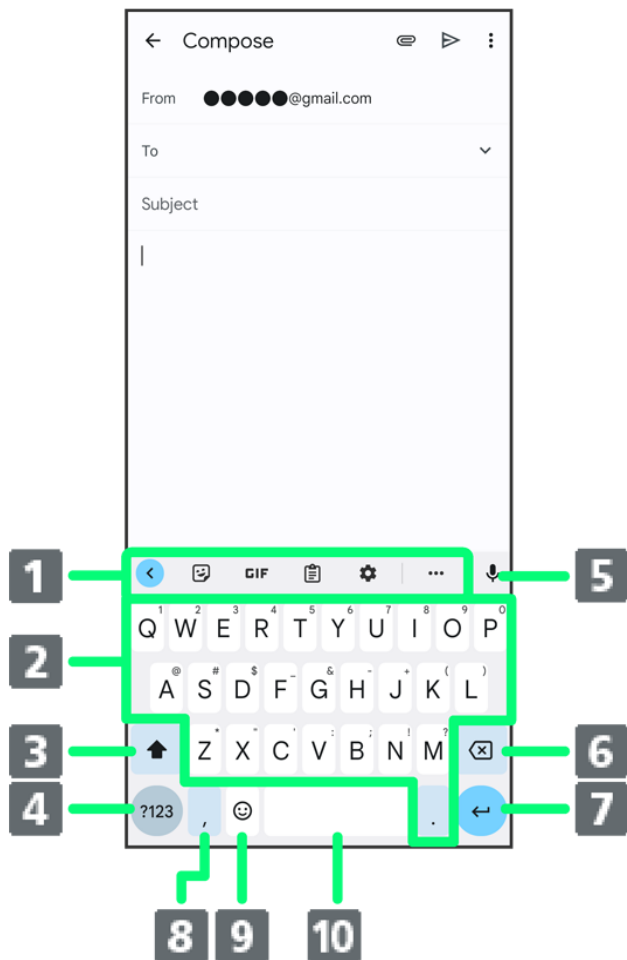 Compose
From ●●●●●@gmail.com
To
Subject
1 GIF 5
1 2 3 4 5 6 7 8 9 0
Q W E R T Y U I O P
2
@ # $ _ & - + ( )
A S D F G H J K L
* " ' : ; ! ?
3 Z X C V B N M 6
4 ?123 , . 7
8 9 10